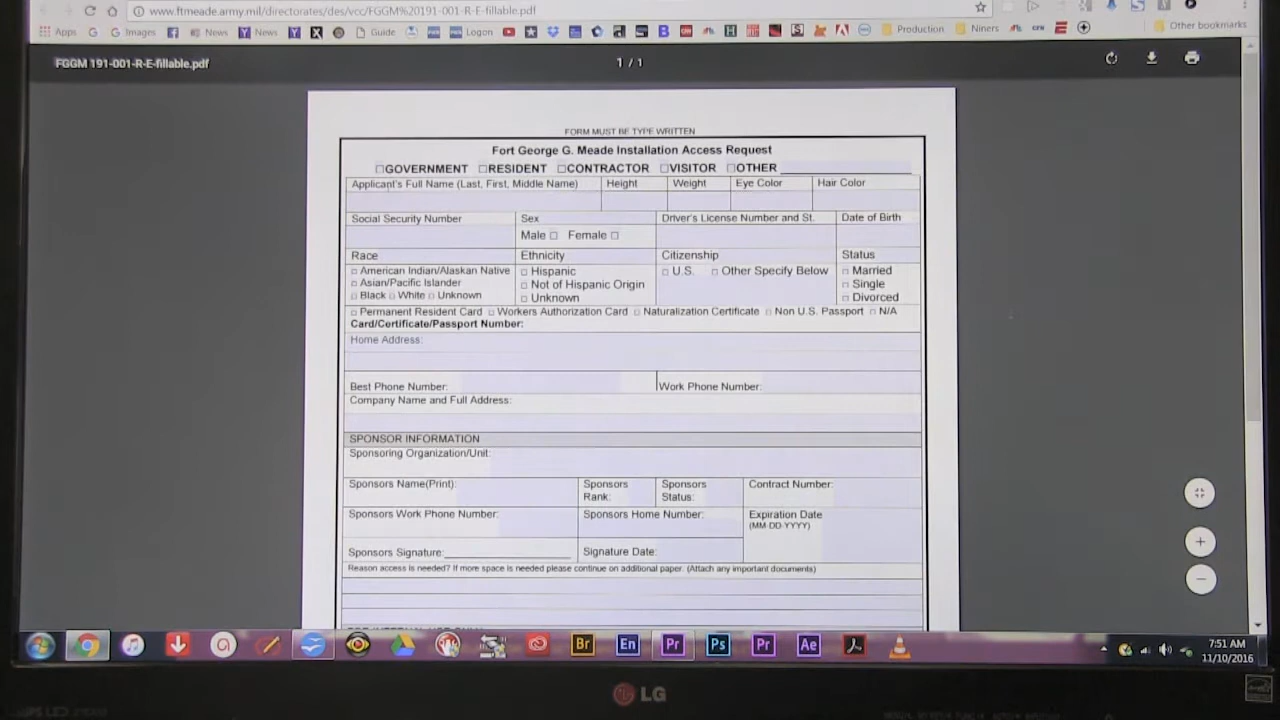 www.ftmeade.army.mil/directorates/des/vcc/FGGM%20191-001-R-E-fillable.pdf
Apps Images News News Guide Logon Production Niners Other bookmarks
FGGM 191-001-R-E-fillable.pdf 1 / 1
FORM MUST BE TYPE WRITTEN
Fort George G. Meade Installation Access Request
GOVERNMENT RESIDENT CONTRACTOR VISITOR OTHER
Applicant's Full Name (Last, First, Middle Name) Height Weight Eye Color Hair Color
Social Security Number Sex Driver's License Number and St. Date of Birth
Male Female
Race Ethnicity Citizenship Status
American Indian/Alaskan Native Hispanic U.S. Other Specify Below Married
Asian/Pacific Islander Not of Hispanic Origin Single
Black White Unknown Unknown Divorced
Permanent Resident Card Workers Authorization Card Naturalization Certificate Non U.S. Passport N/A
Card/Certificate/Passport Number:
Home Address:
Best Phone Number: Work Phone Number:
Company Name and Full Address:
SPONSOR INFORMATION
Sponsoring Organization/Unit:
Sponsors Name(Print): Sponsors Rank: Sponsors Status: Contract Number:
Sponsors Work Phone Number: Sponsors Home Number: Expiration Date
(MM-DD-YYYY)
Sponsors Signature: Signature Date:
Reason access is needed? If more space is needed please continue on additional paper. (Attach any important documents)
Br En Pr Ps Pr Ae
7:51 AM
11/10/2016
LG